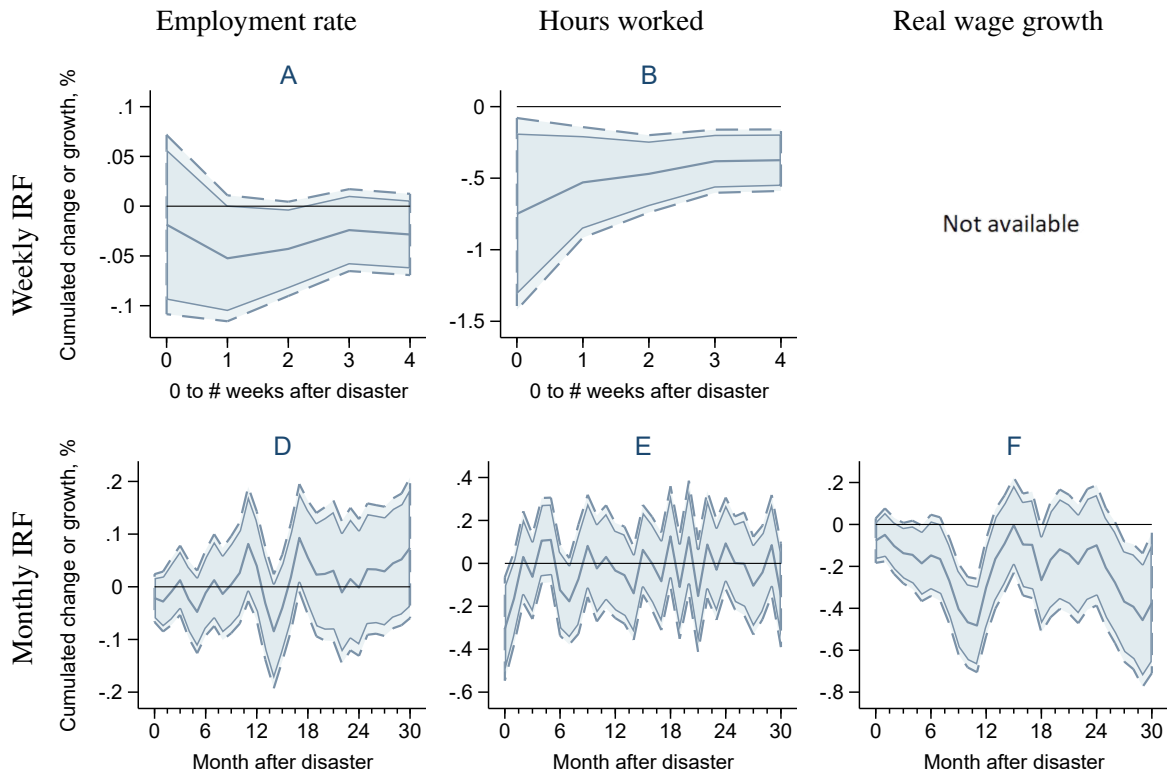 Employment rate
Hours worked
Real wage growth
Weekly IRF
Cumulated change or growth, %
A
.1
.05
0
-.05
-.1
0 1 2 3 4
0 to # weeks after disaster
B
0
-.5
-1
-1.5
0 1 2 3 4
0 to # weeks after disaster
Not available
Monthly IRF
Cumulated change or growth, %
D
.2
.1
0
-.1
-.2
0 6 12 18 24 30
Month after disaster
E
.4
.2
0
-.2
-.4
-.6
0 6 12 18 24 30
Month after disaster
F
.2
0
-.2
-.4
-.6
-.8
0 6 12 18 24 30
Month after disaster